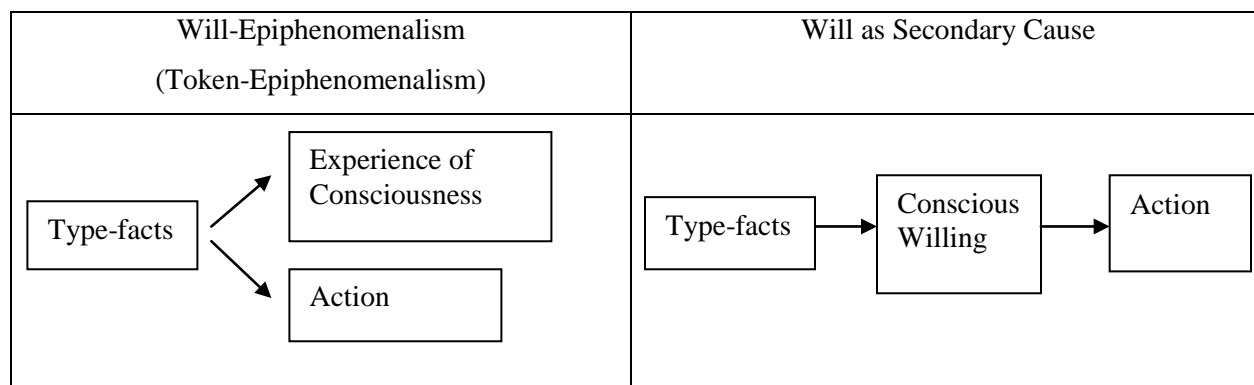 Will-Epiphenomenalism
(Token-Epiphenomenalism)
Will as Secondary Cause
Type-facts
Experience of
Consciousness
Action
Type-facts
Conscious
Willing
Action